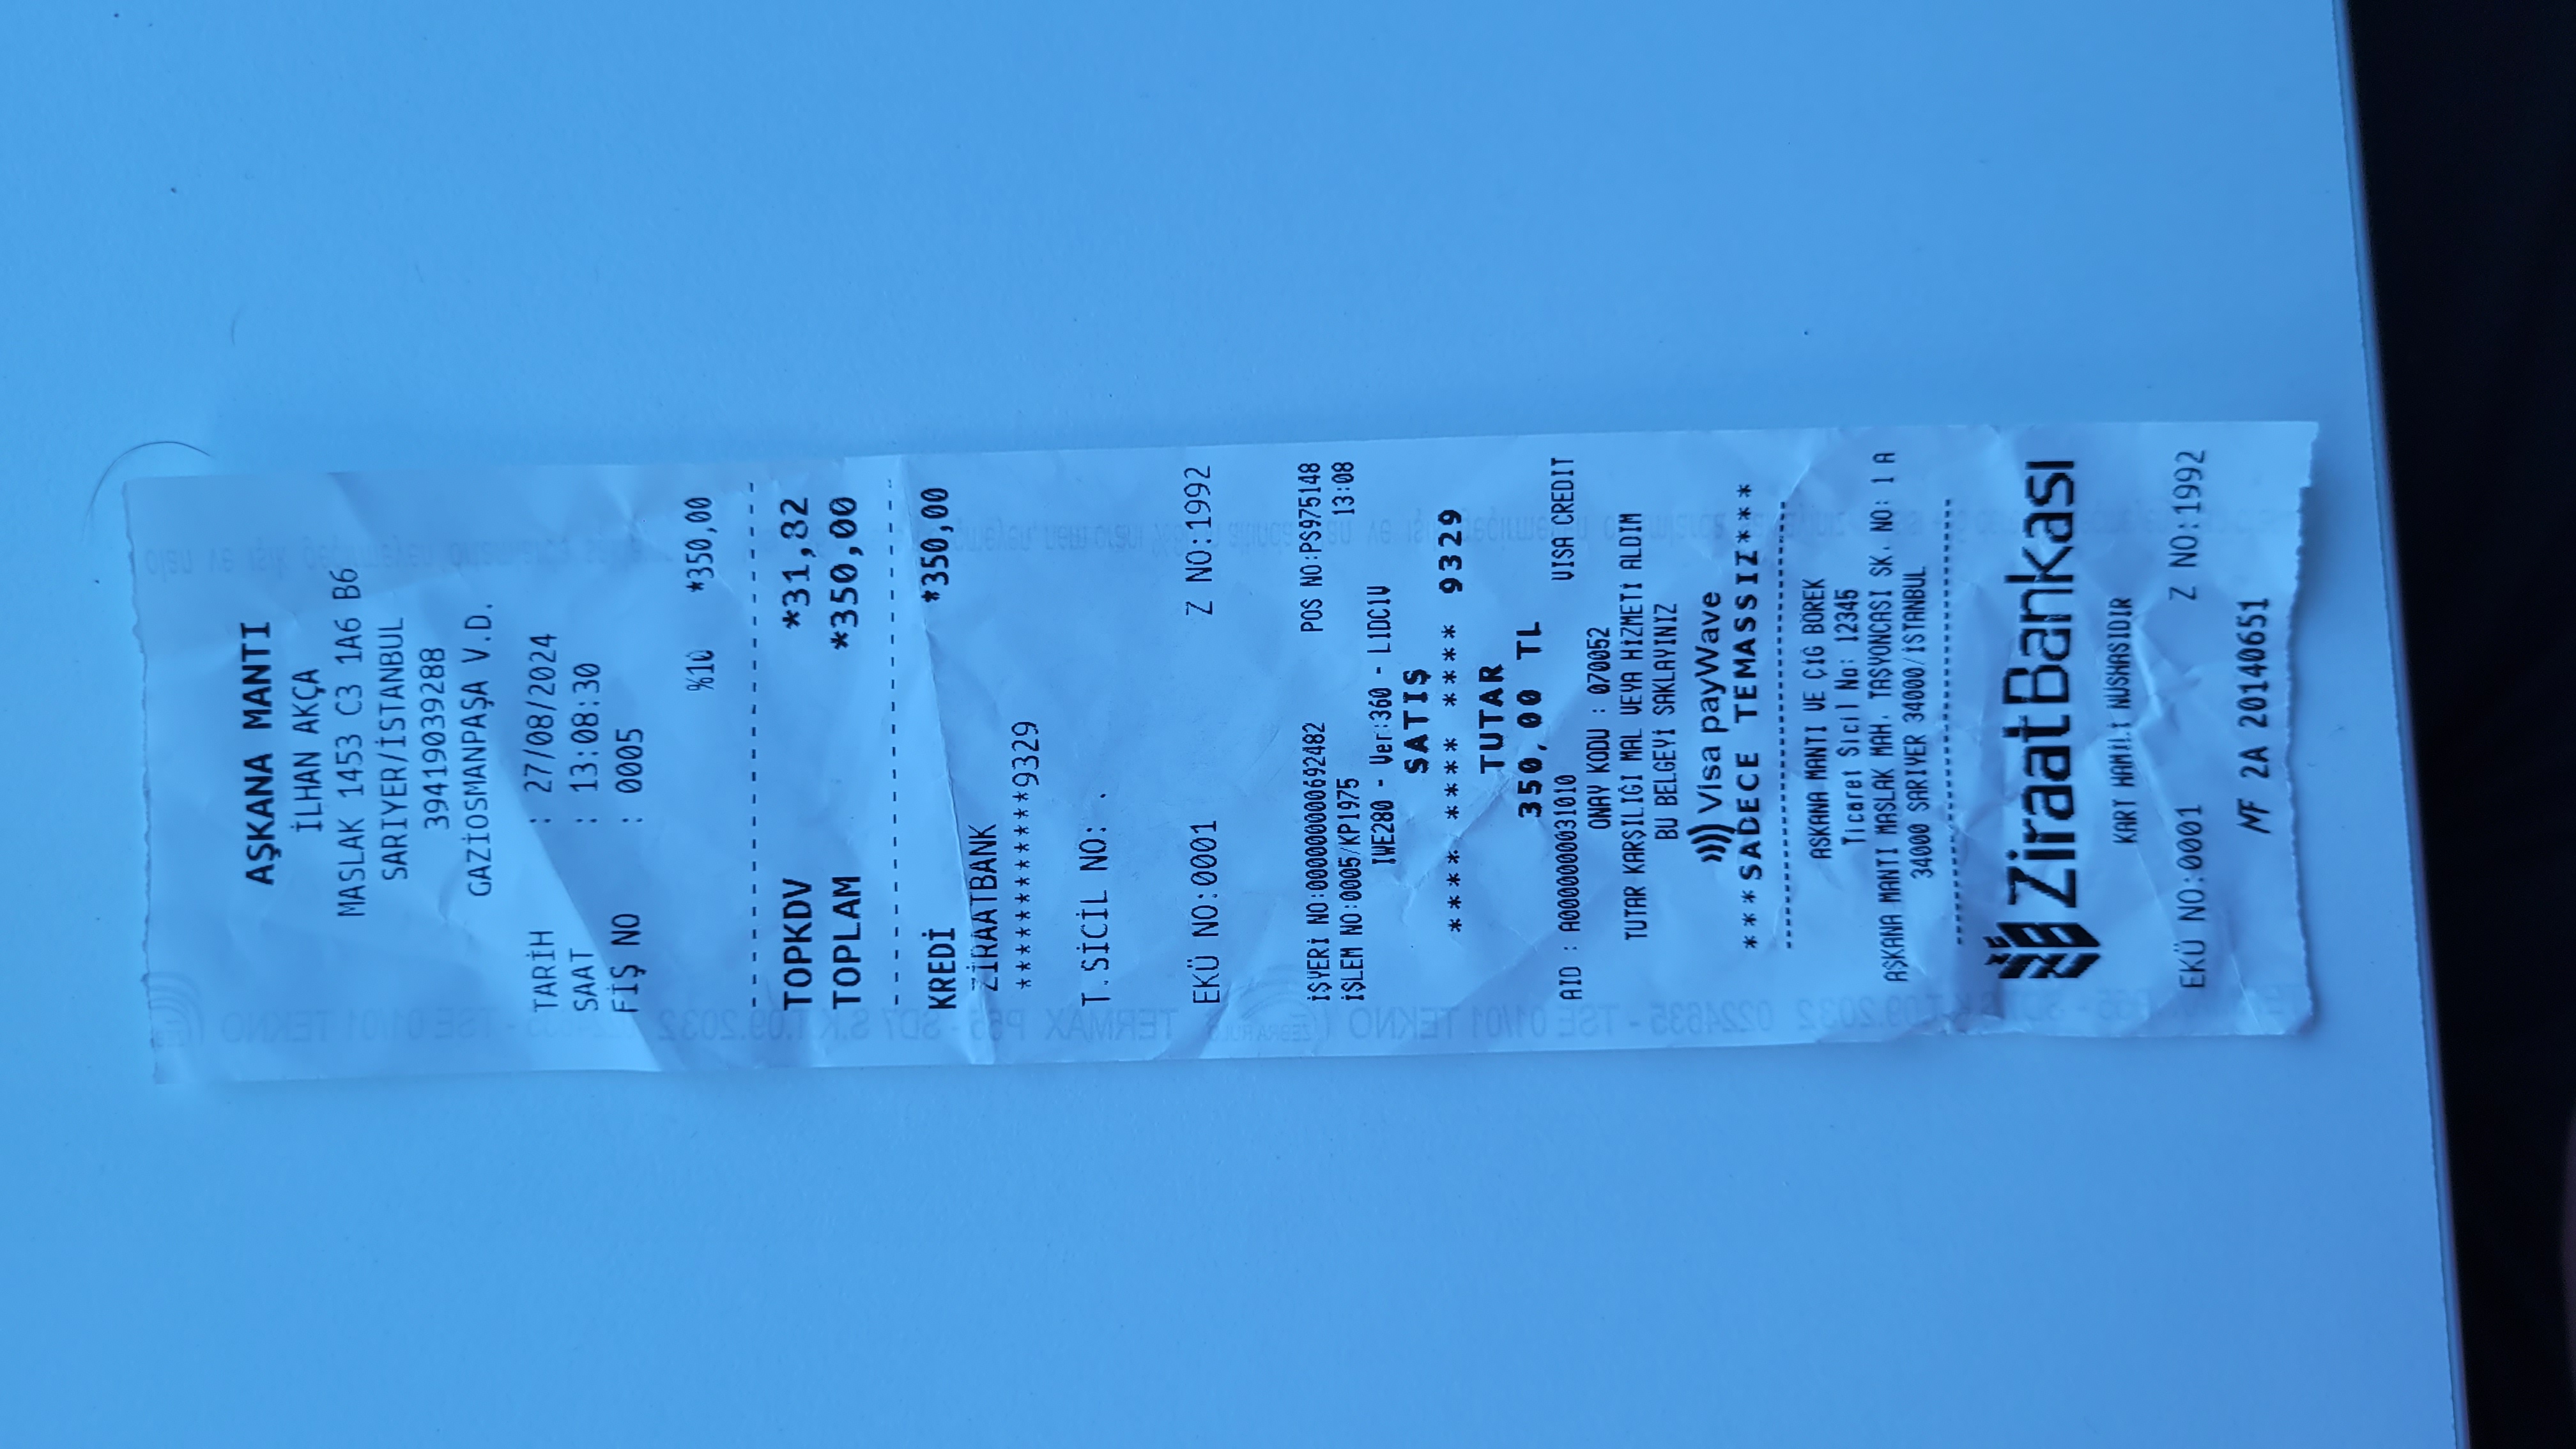 AŞKANA MANTI
İLHAN AKÇA
MASLAK 1453 C3 1A6 B6
SARIYER/İSTANBUL
39419039288
GAZİOSMANPAŞA V.D.
TARİH : 27/08/2024
SAAT : 13:08:30
FİŞ NO : 0005
%10 *350,00
TOPKDV *31,82
TOPLAM *350,00
KREDİ *350,00
ZİRAATBANK
************9329
T.SİCİL NO: .
EKÜ NO:0001 Z NO:1992
İŞYERİ NO:000000000692482 POS NO:PS975148
İŞLEM NO:0005/KP1975 13:08
IWE280 - Ver:360 - L1DC1V
SATIŞ
**** **** **** 9329
TUTAR
350,00 TL
AID : A0000000031010 VISA CREDIT
ONAY KODU : 070052
TUTAR KARŞILIĞI MAL VEYA HİZMETİ ALDIM
BU BELGEYİ SAKLAYINIZ
Visa payWave
***SADECE TEMASSIZ***
ASKANA MANTI VE ÇİĞ BÖREK
Ticaret Sicil No: 12345
AŞKANA MANTI MASLAK MAH. TAŞYONCASI SK. NO: 1 A
34000 SARIYER 34000/İSTANBUL
ZiraatBankası
KART HAMİLİ NUSHASIDIR
EKÜ NO:0001 Z NO:1992
MF 2A 20140651